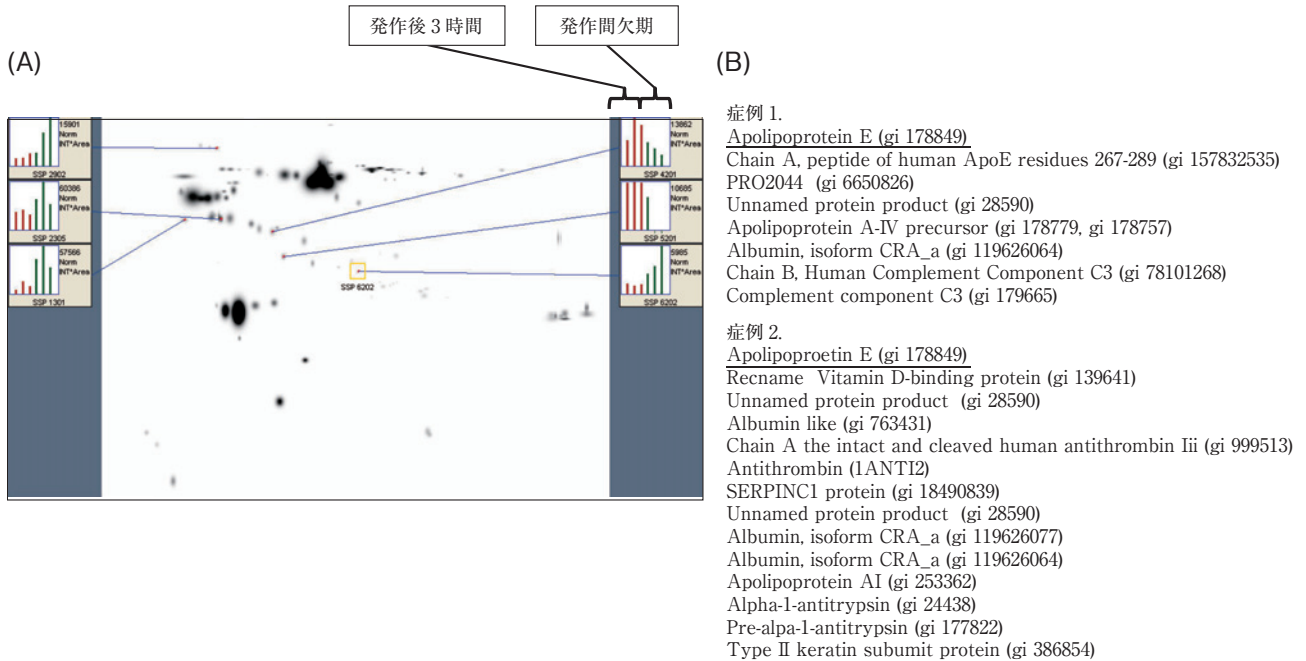 発作後 3 時間
発作間欠期
(A)
15901
Norm
INT*Area
SSP 2902
60386
Norm
INT*Area
SSP 2305
57566
Norm
INT*Area
SSP 1301
SSP 6202
13862
Norm
INT*Area
SSP 4201
10685
Norm
INT*Area
SSP 5201
5985
Norm
INT*Area
SSP 6202
(B)
症例 1.
Apolipoprotein E (gi 178849)
Chain A, peptide of human ApoE residues 267-289 (gi 157832535)
PRO2044 (gi 6650826)
Unnamed protein product (gi 28590)
Apolipoprotein A-IV precursor (gi 178779, gi 178757)
Albumin, isoform CRA_a (gi 119626064)
Chain B, Human Complement Component C3 (gi 78101268)
Complement component C3 (gi 179665)
症例 2.
Apolipoproetin E (gi 178849)
Recname Vitamin D-binding protein (gi 139641)
Unnamed protein product (gi 28590)
Albumin like (gi 763431)
Chain A the intact and cleaved human antithrombin Iii (gi 999513)
Antithrombin (1ANTI2)
SERPINC1 protein (gi 18490839)
Unnamed protein product (gi 28590)
Albumin, isoform CRA_a (gi 119626077)
Albumin, isoform CRA_a (gi 119626064)
Apolipoprotein AI (gi 253362)
Alpha-1-antitrypsin (gi 24438)
Pre-alpa-1-antitrypsin (gi 177822)
Type Ⅱ keratin subumit protein (gi 386854)